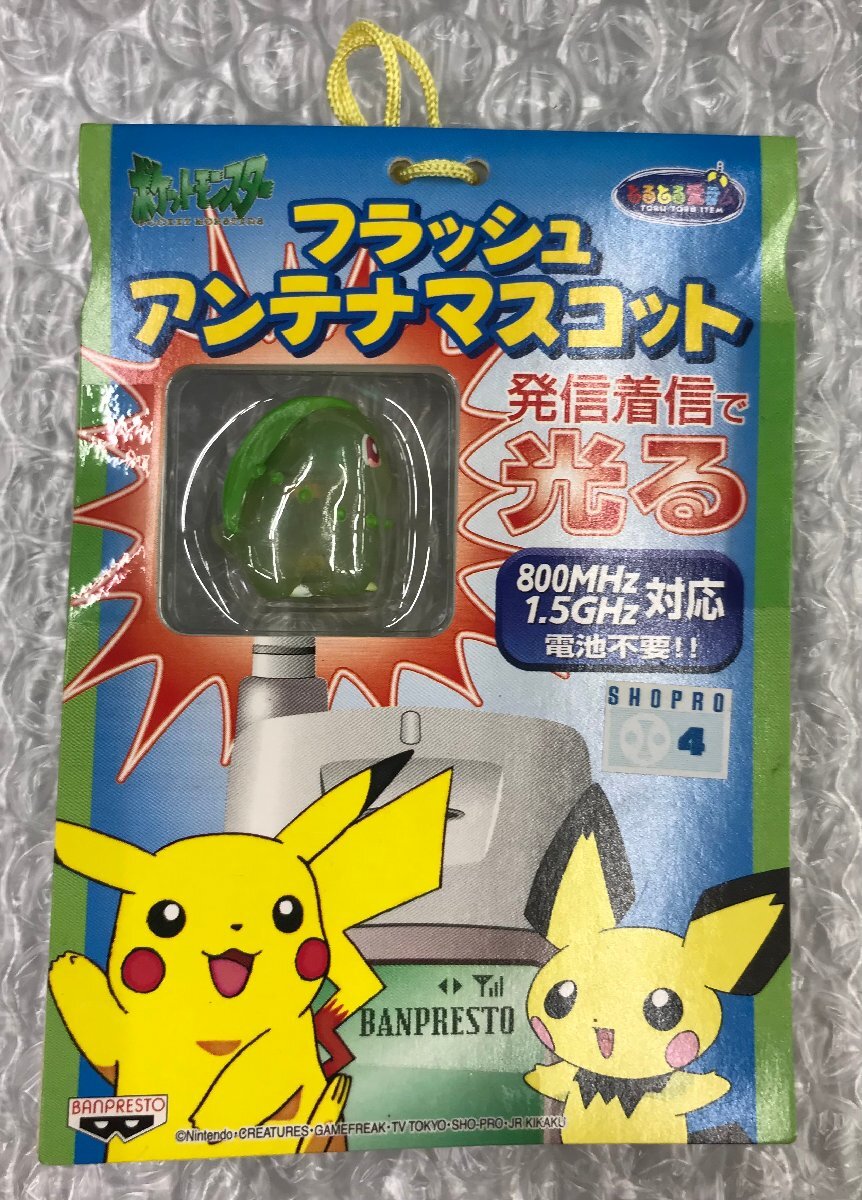 ポケットモンスター
POCKET MONSTERS
とるとる愛テム
TORU TORU ITEM
フラッシュ
アンテナマスコット
発信着信で
光る
800MHz
1.5GHz 対応
電池不要!!
SHOPRO
4
BANPRESTO
BANPRESTO
©Nintendo・CREATURES・GAMEFREAK・TV TOKYO・SHO-PRO・JR KIKAKU